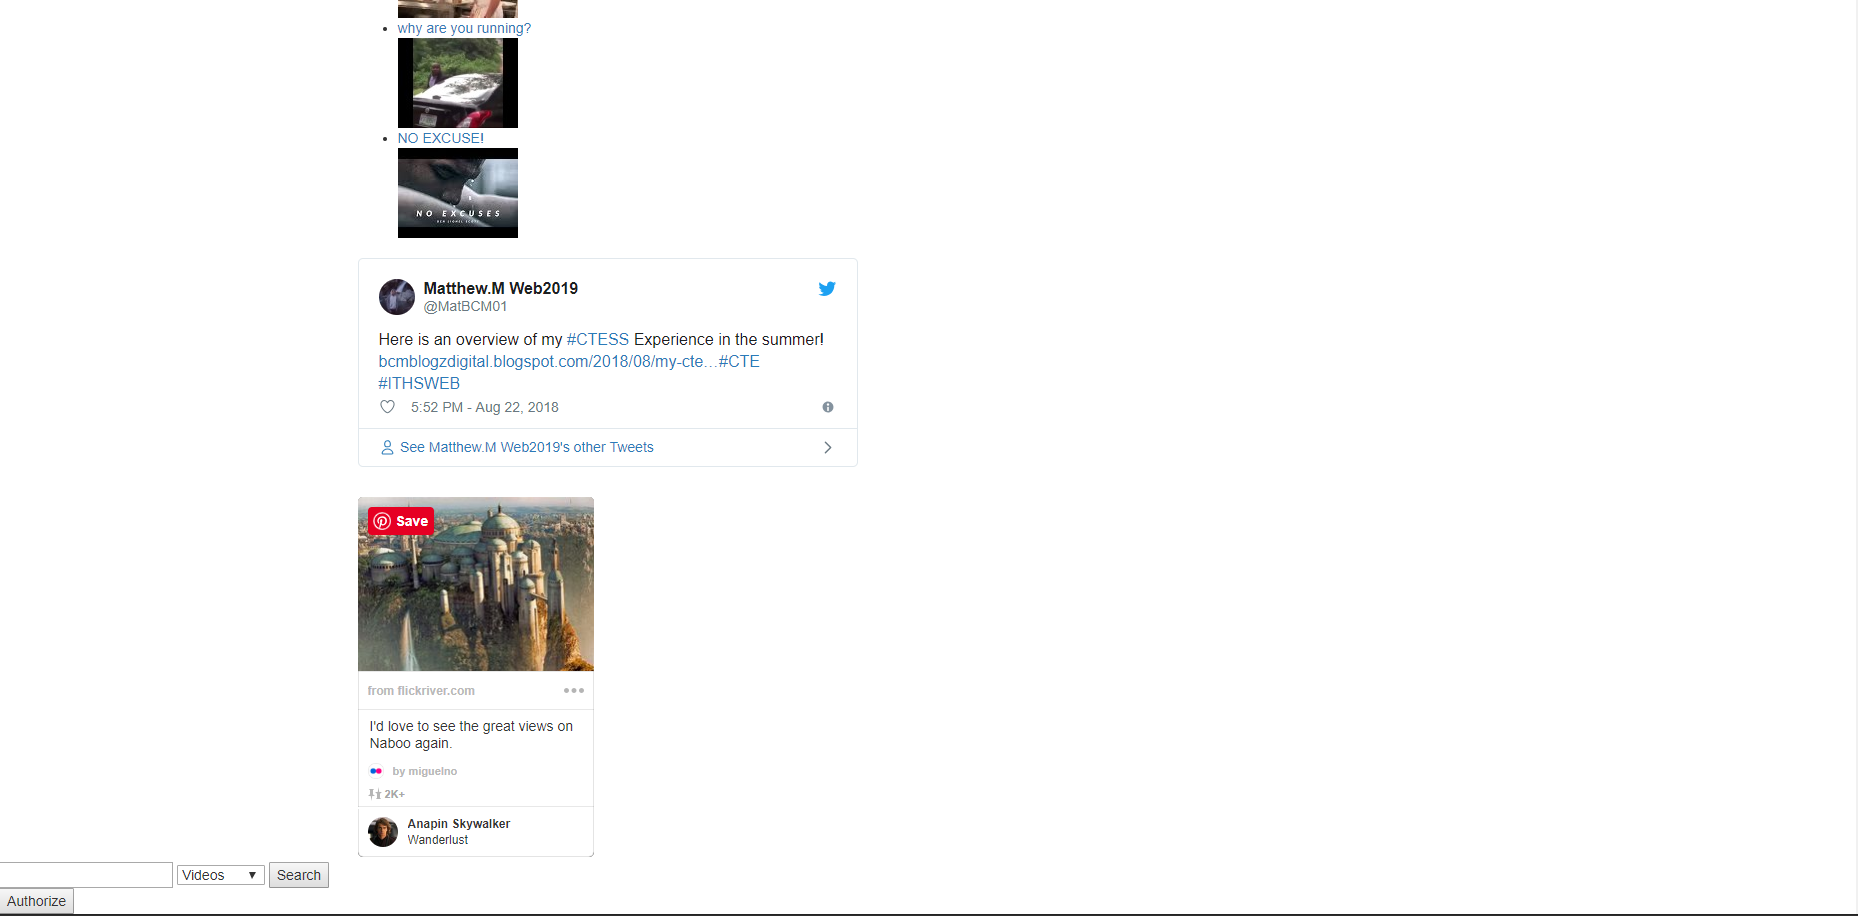 why are you running?
NO EXCUSE!
NO EXCUSES
Matthew.M Web2019
@MatBCM01
Here is an overview of my #CTESS Experience in the summer!
bcmblogzdigital.blogspot.com/2018/08/my-cte…#CTE
#ITHSWEB
5:52 PM - Aug 22, 2018
See Matthew.M Web2019's other Tweets
Save
from flickriver.com
I'd love to see the great views on
Naboo again.
by miguelno
2K+
Anapin Skywalker
Wanderlust
Videos Search
Authorize